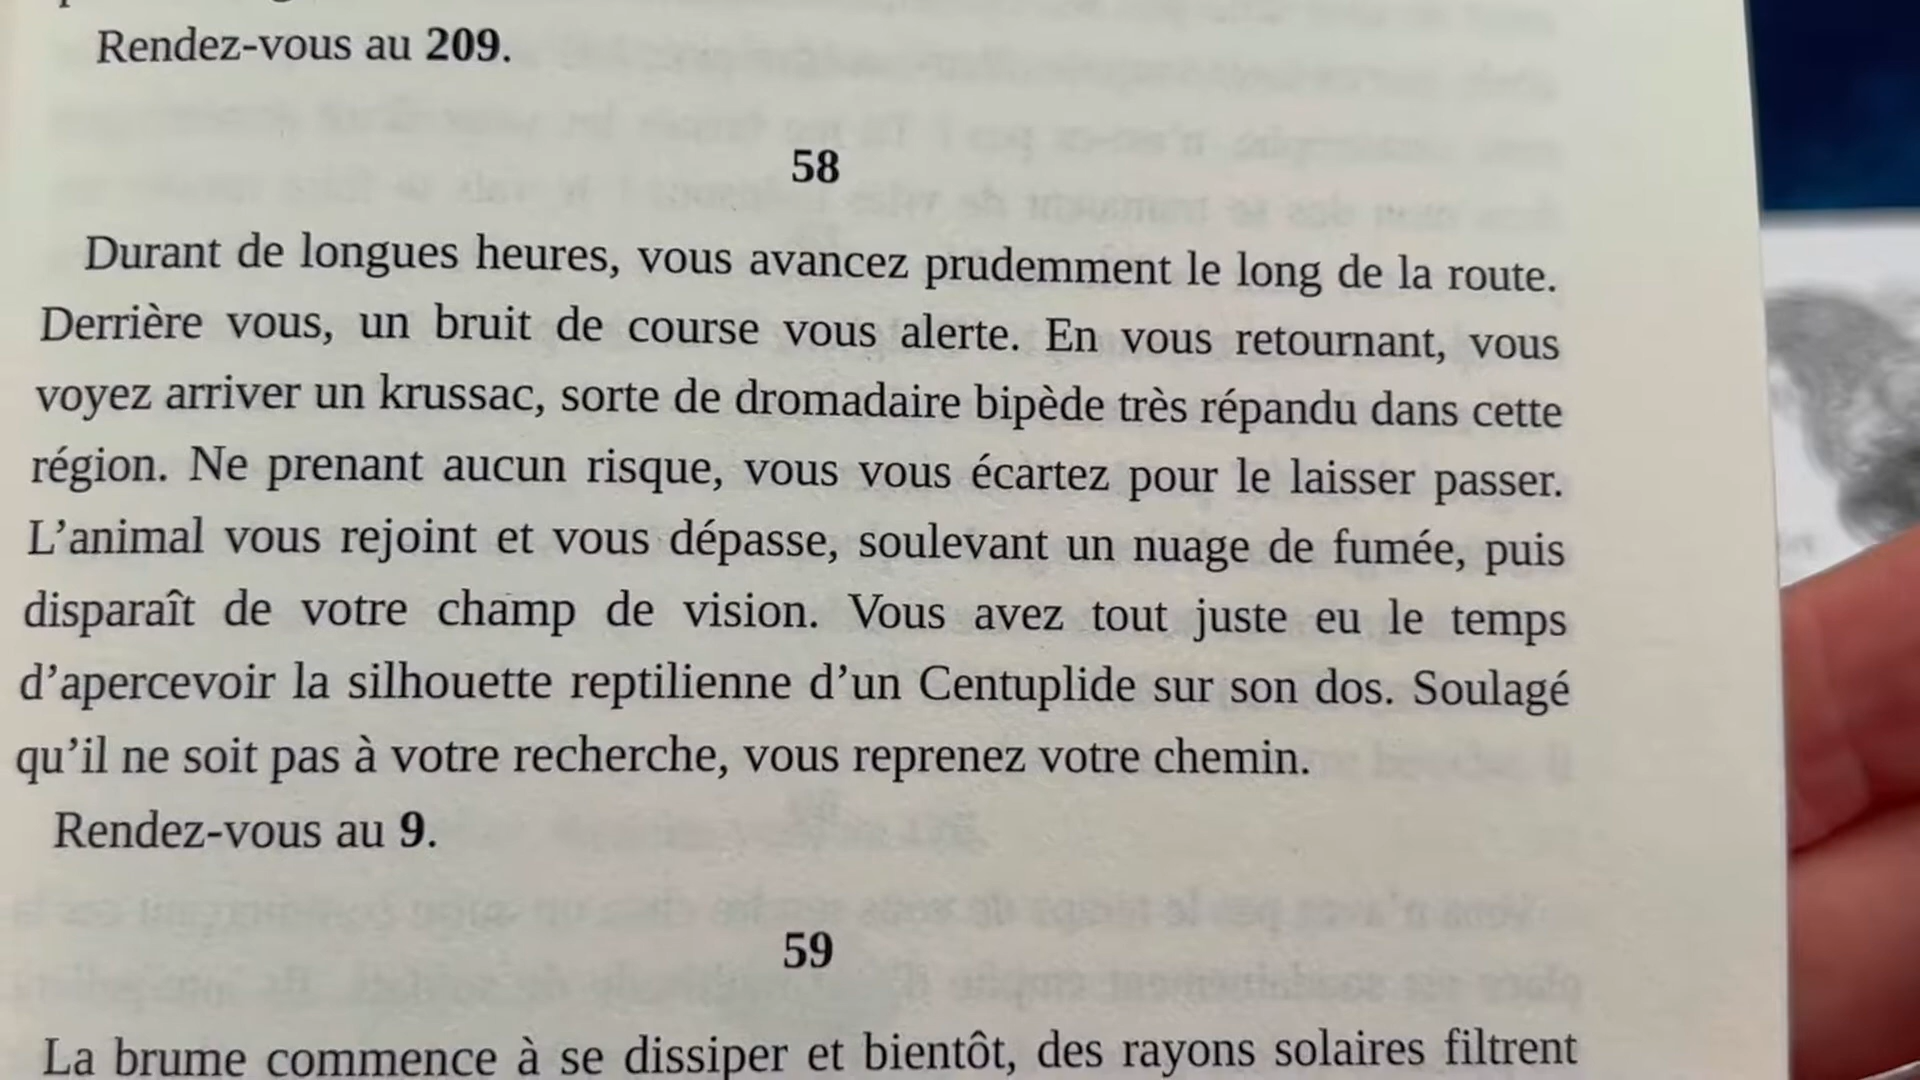 Rendez-vous au 209.
58
Durant de longues heures, vous avancez prudemment le long de la route.
Derrière vous, un bruit de course vous alerte. En vous retournant, vous
voyez arriver un krussac, sorte de dromadaire bipède très répandu dans cette
région. Ne prenant aucun risque, vous vous écartez pour le laisser passer.
L’animal vous rejoint et vous dépasse, soulevant un nuage de fumée, puis
disparaît de votre champ de vision. Vous avez tout juste eu le temps
d’apercevoir la silhouette reptilienne d’un Centuplide sur son dos. Soulagé
qu’il ne soit pas à votre recherche, vous reprenez votre chemin.
Rendez-vous au 9.
59
La brume commence à se dissiper et bientôt, des rayons solaires filtrent